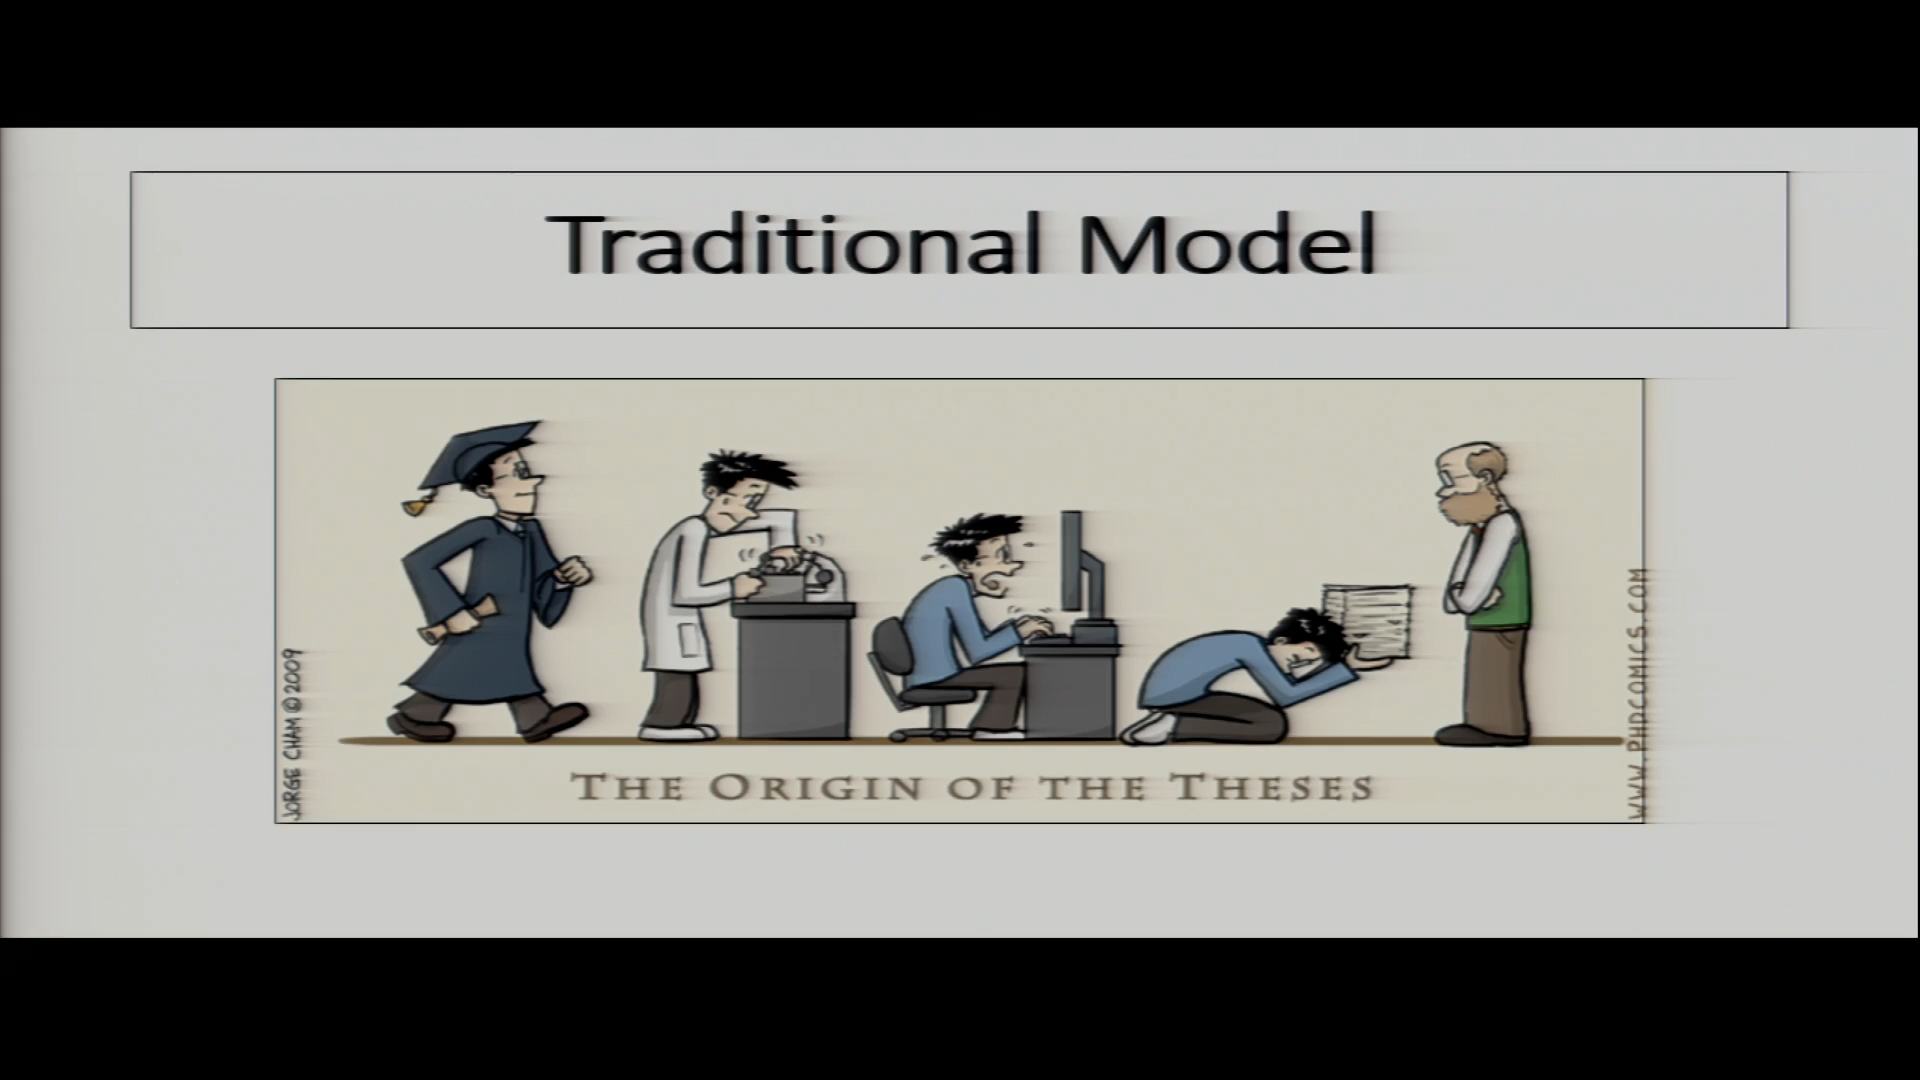 Traditional Model
JORGE CHAM © 2009
WWW.PHDCOMICS.COM
THE ORIGIN OF THE THESES